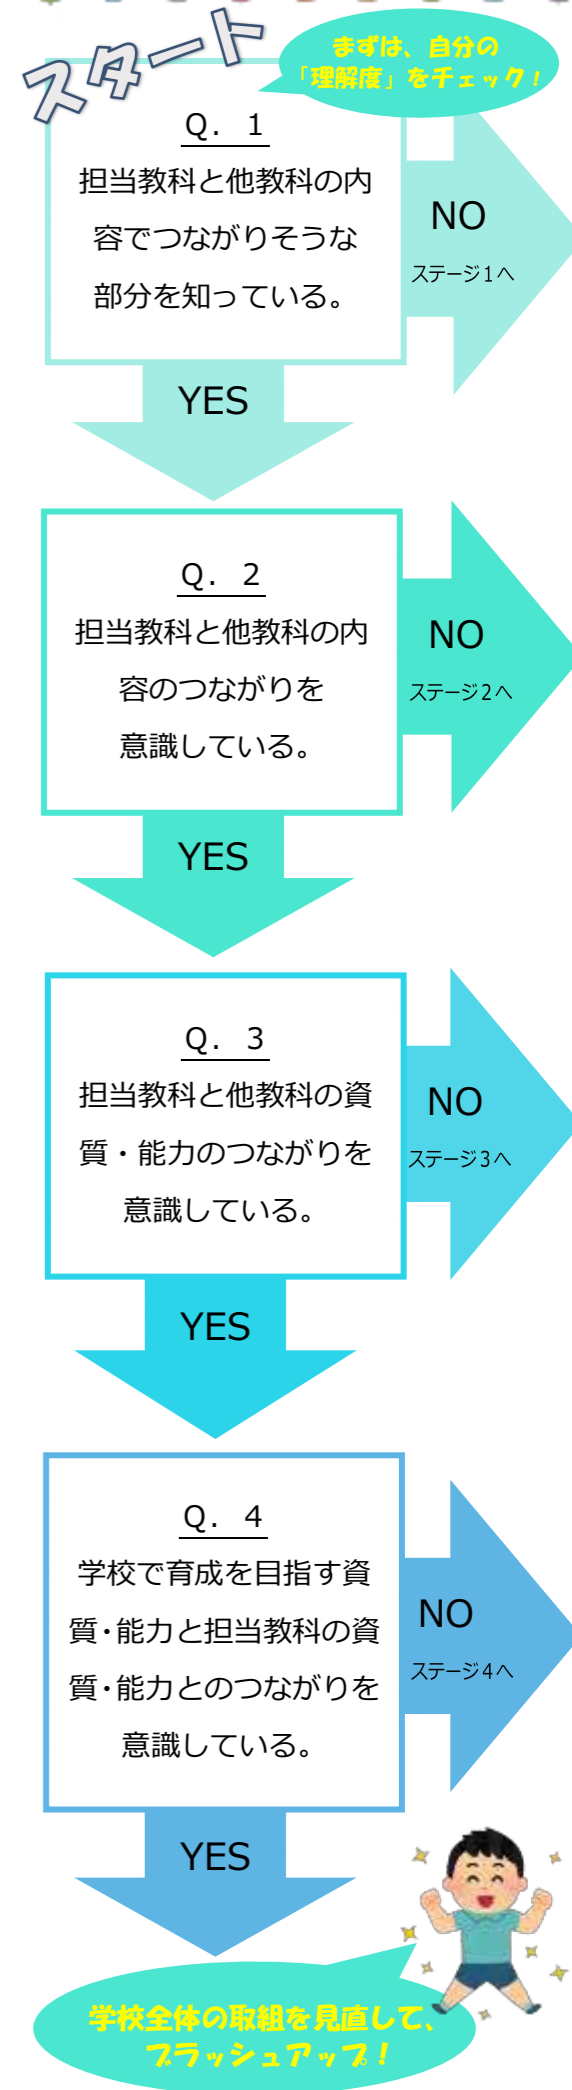 スタート
まずは、自分の
「理解度」をチェック！
Q．1
担当教科と他教科の内
容でつながりそうな
部分を知っている。
NO
ステージ1へ
YES
Q．2
担当教科と他教科の内
容のつながりを
意識している。
NO
ステージ2へ
YES
Q．3
担当教科と他教科の資
質・能力のつながりを
意識している。
NO
ステージ3へ
YES
Q．4
学校で育成を目指す資
質・能力と担当教科の資
質・能力とのつながりを
意識している。
NO
ステージ4へ
YES
学校全体の取組を見直して、
ブラッシュアップ！